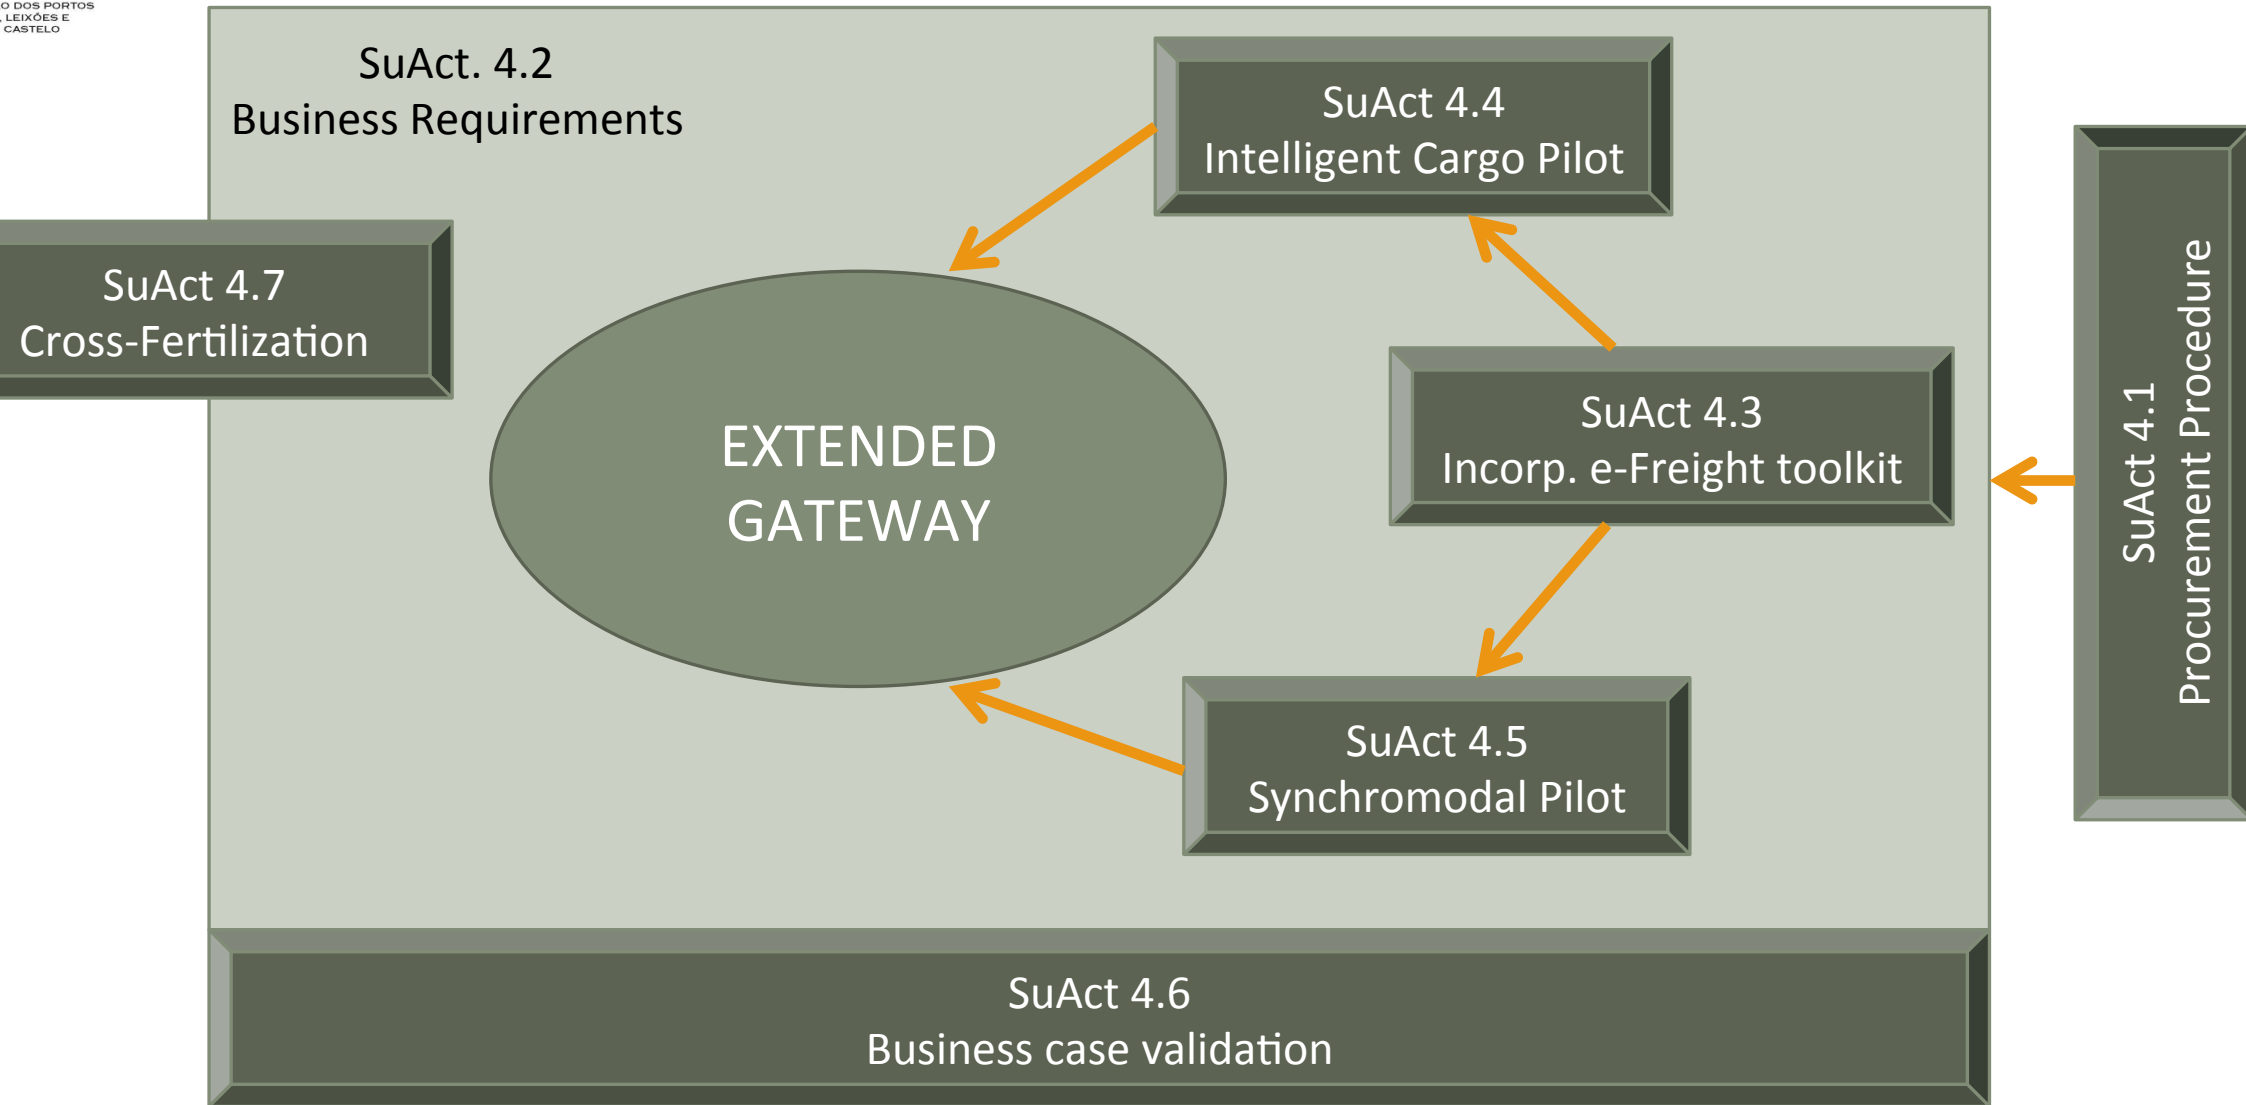 DOS PORTOS
, LEIXÕES E
CASTELO
SuAct. 4.2
Business Requirements
SuAct 4.4
Intelligent Cargo Pilot
SuAct 4.7
Cross-Fertilization
EXTENDED
GATEWAY
SuAct 4.3
Incorp. e-Freight toolkit
SuAct 4.1
Procurement Procedure
SuAct 4.5
Synchromodal Pilot
SuAct 4.6
Business case validation